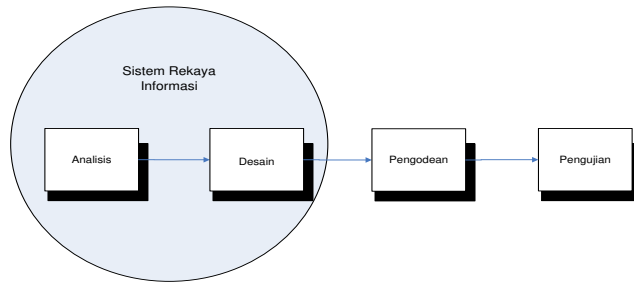 Sistem Rekaya
Informasi
Analisis
Desain
Pengodean
Pengujian